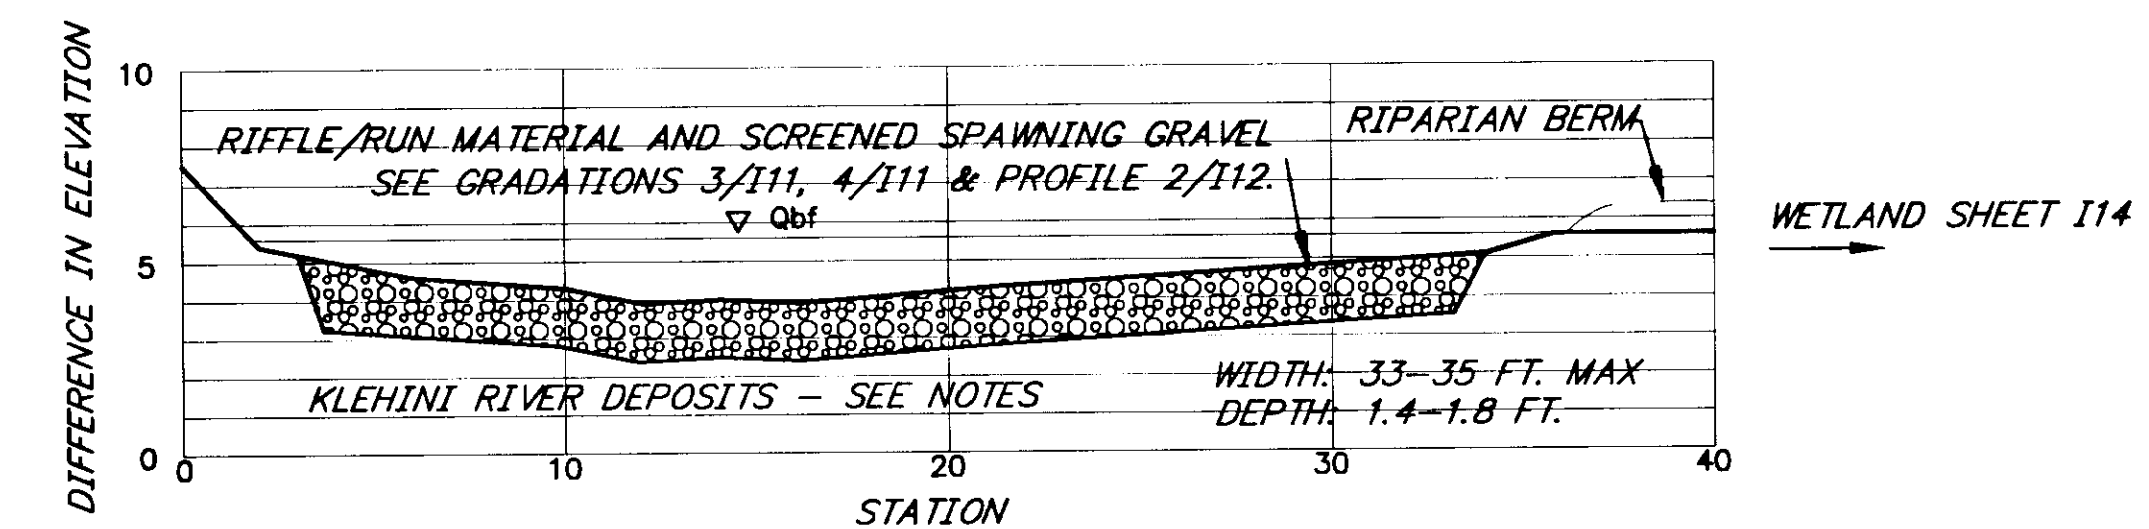 DIFFERENCE IN ELEVATION
10
RIFFLE/RUN MATERIAL AND SCREENED SPAWNING GRAVEL
SEE GRADATIONS 3/I11, 4/I11 & PROFILE 2/I12.
RIPARIAN BERM
Qbf
WETLAND SHEET I14
5
KLEHINI RIVER DEPOSITS – SEE NOTES
WIDTH: 33–35 FT. MAX
DEPTH: 1.4–1.8 FT.
0
0 10 20 30 40
STATION